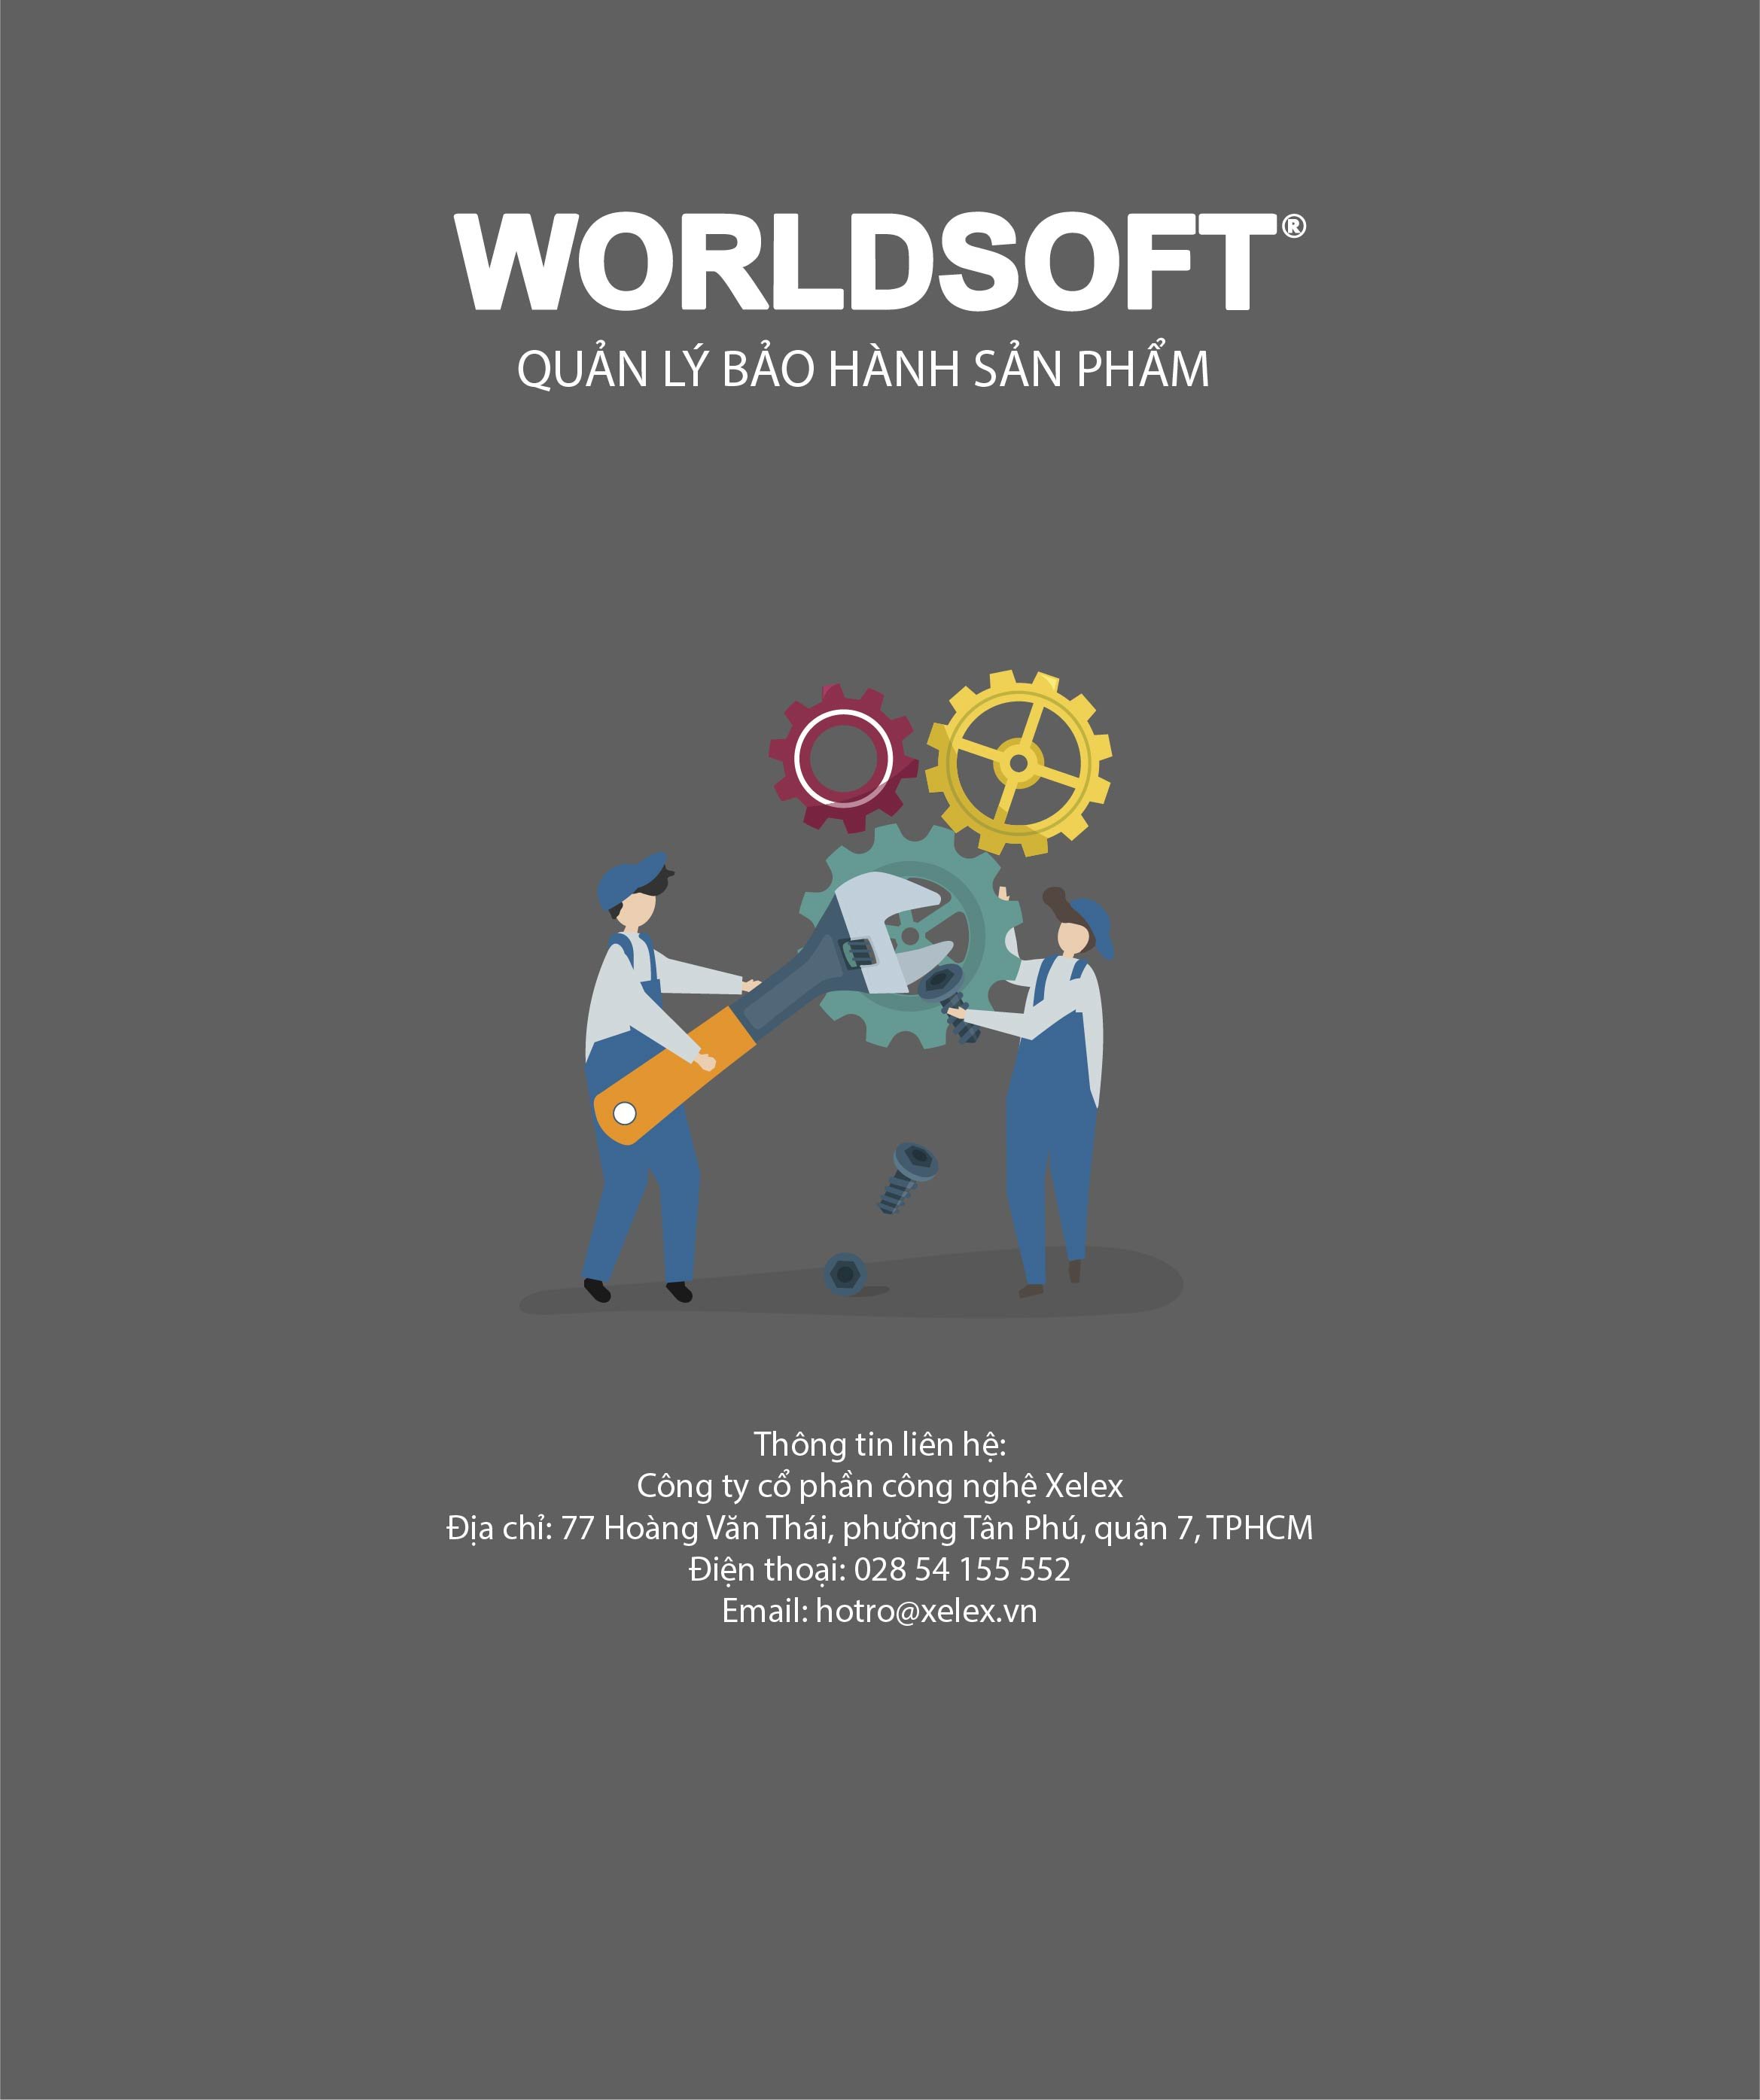 WORLDSOFT®
QUẢN LÝ BẢO HÀNH SẢN PHẨM
Thông tin liên hệ:
Công ty cổ phần công nghệ Xelex
Địa chỉ: 77 Hoàng Văn Thái, phường Tân Phú, quận 7, TPHCM
Điện thoại: 028 54 155 552
Email: hotro@xelex.vn